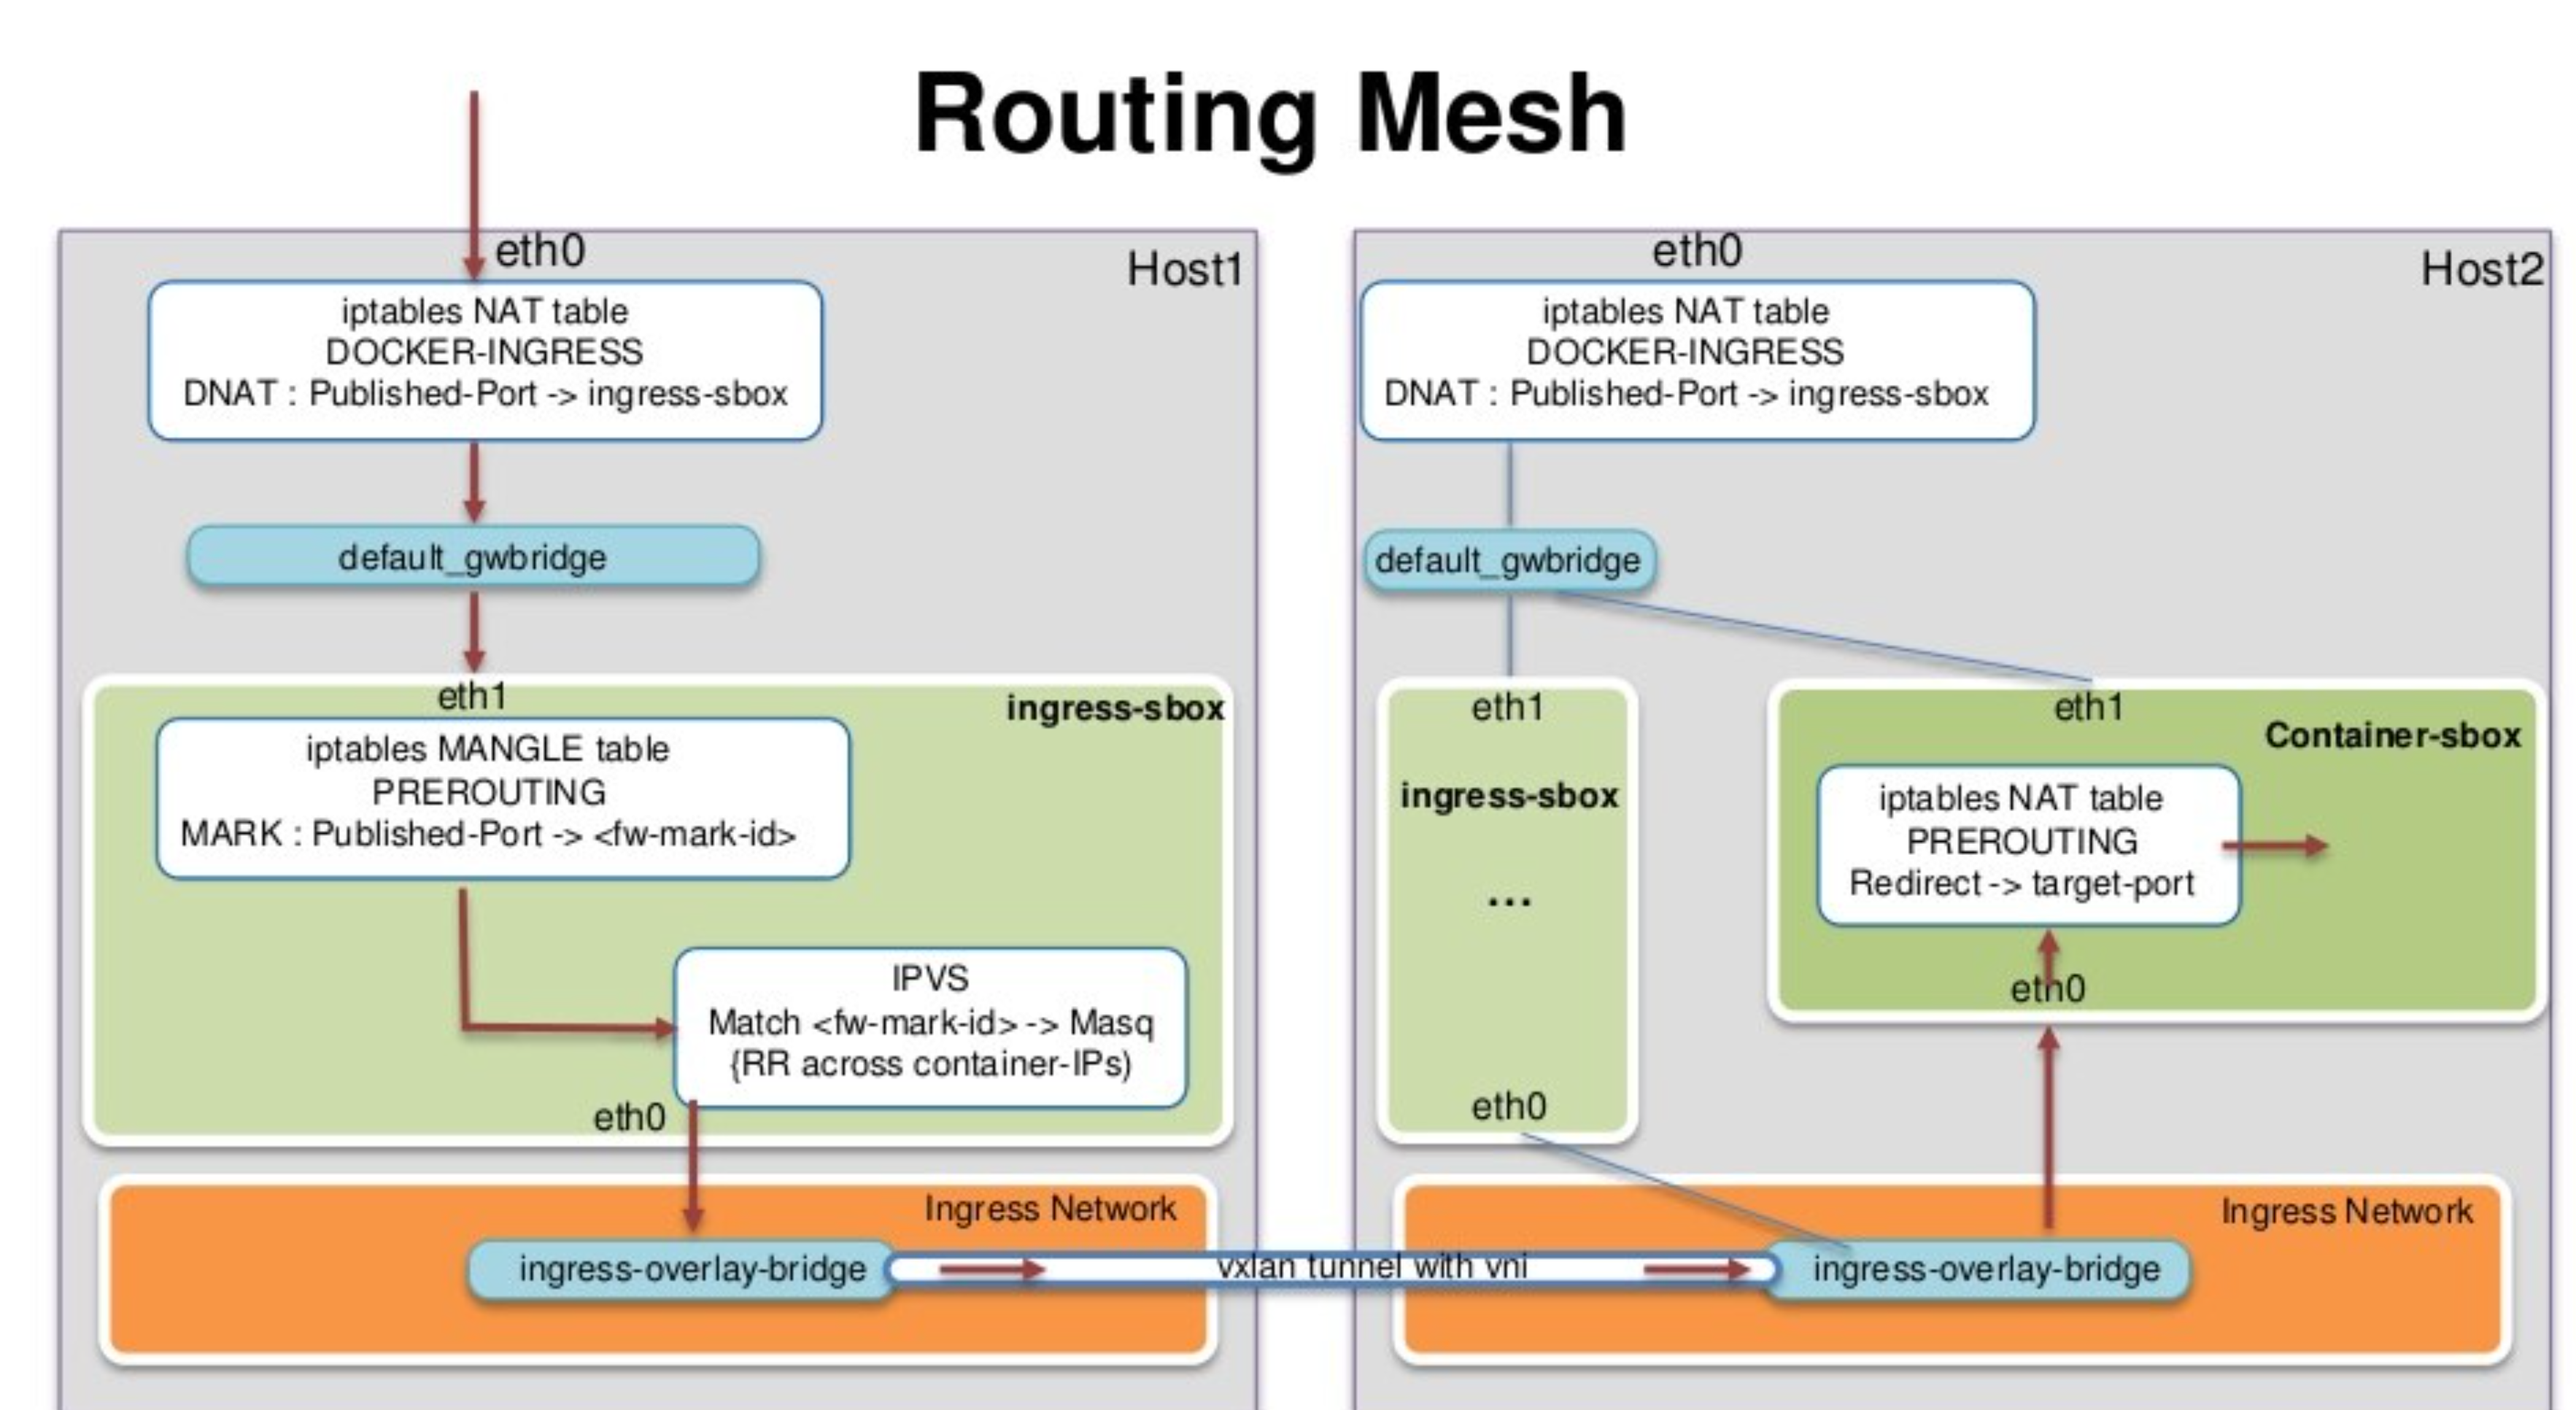 Routing Mesh
eth0
Host1
iptables NAT table
DOCKER-INGRESS
DNAT : Published-Port -> ingress-sbox
default_gwbridge
eth1
ingress-sbox
iptables MANGLE table
PREROUTING
MARK : Published-Port -> <fw-mark-id>
IPVS
Match <fw-mark-id> -> Masq
{RR across container-IPs)
eth0
Ingress Network
ingress-overlay-bridge
vxlan tunnel with vni
eth0
Host2
iptables NAT table
DOCKER-INGRESS
DNAT : Published-Port -> ingress-sbox
default_gwbridge
eth1
ingress-sbox
...
eth0
eth1
Container-sbox
iptables NAT table
PREROUTING
Redirect -> target-port
eth0
Ingress Network
ingress-overlay-bridge